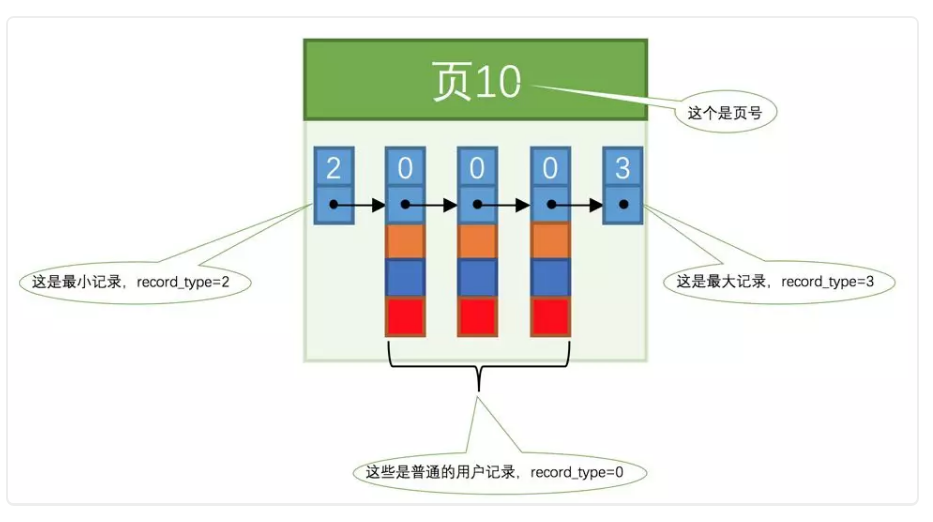 页10
这个是页号
2 0 0 0 3
这是最小记录，record_type=2
这是最大记录，record_type=3
这些是普通的用户记录，record_type=0